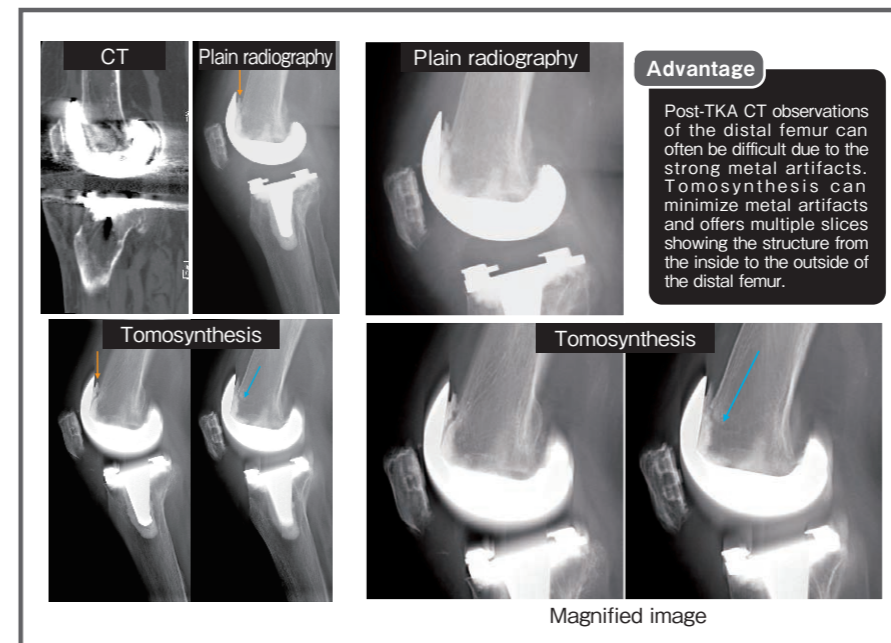 CT
Plain radiography
Plain radiography
Advantage
Post-TKA CT observations
of the distal femur can
often be difficult due to the
strong metal artifacts.
Tomosynthesis can
minimize metal artifacts
and offers multiple slices
showing the structure from
the inside to the outside of
the distal femur.
Tomosynthesis
Tomosynthesis
Magnified image